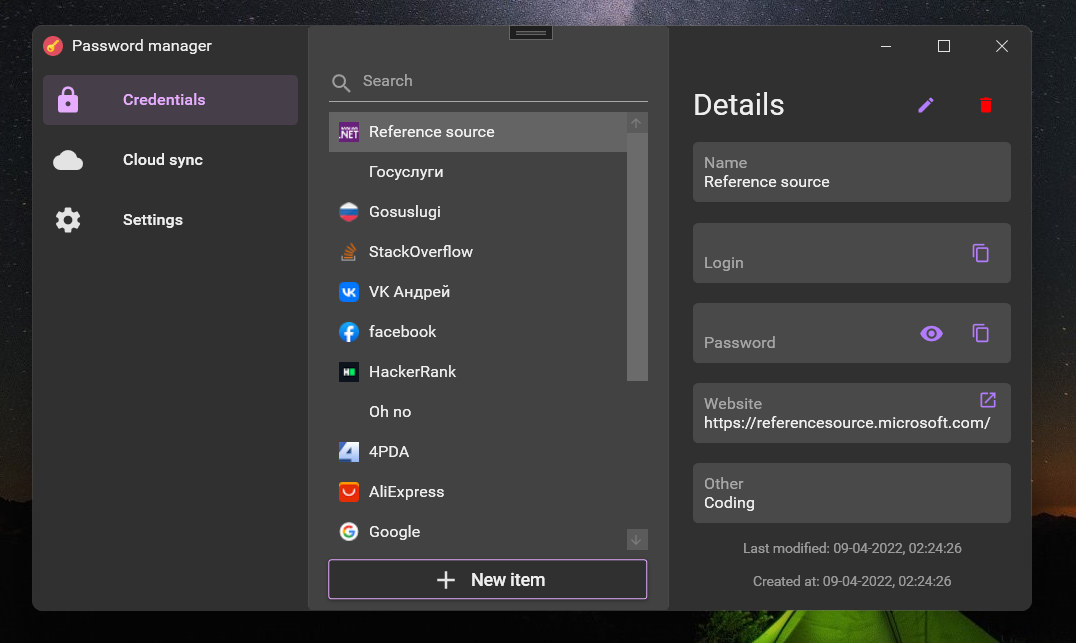 Password manager
Credentials
Cloud sync
Settings
Search
.NET
Reference source
Госуслуги
Gosuslugi
StackOverflow
VK Андрей
facebook
HackerRank
Oh no
4PDA
AliExpress
Google
New item
Details
Name
Reference source
Login
Password
Website
https://referencesource.microsoft.com/
Other
Coding
Last modified: 09-04-2022, 02:24:26
Created at: 09-04-2022, 02:24:26